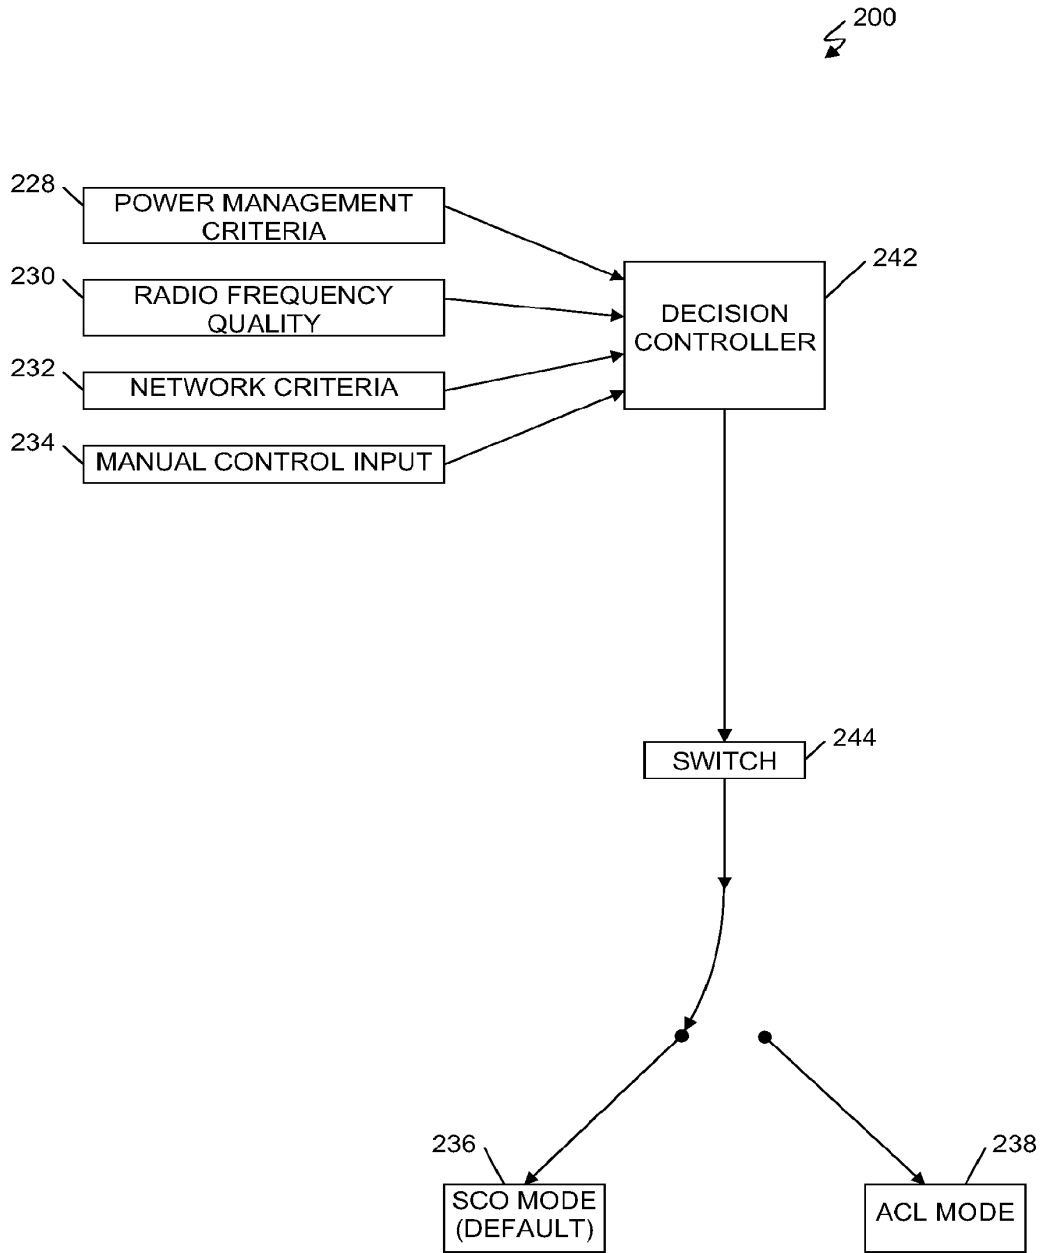 200
228
POWER MANAGEMENT
CRITERIA
230
RADIO FREQUENCY
QUALITY
232
NETWORK CRITERIA
234
MANUAL CONTROL INPUT
242
DECISION
CONTROLLER
244
SWITCH
236
SCO MODE
(DEFAULT)
238
ACL MODE